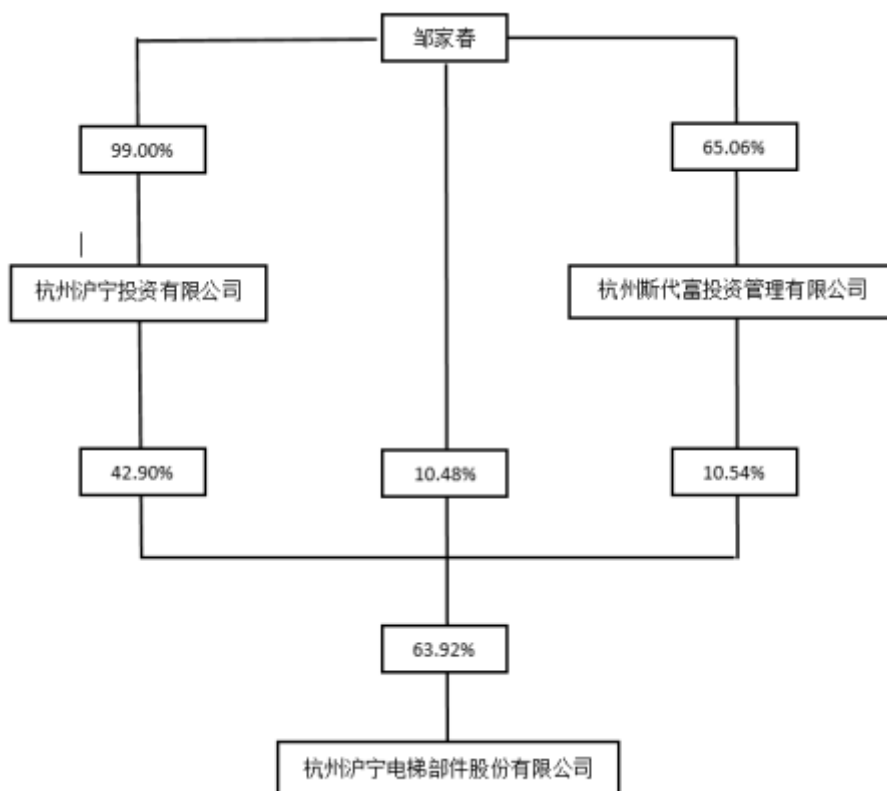 邹家春
99.00%
65.06%
杭州沪宁投资有限公司
杭州斯代富投资管理有限公司
42.90%
10.48%
10.54%
63.92%
杭州沪宁电梯部件股份有限公司